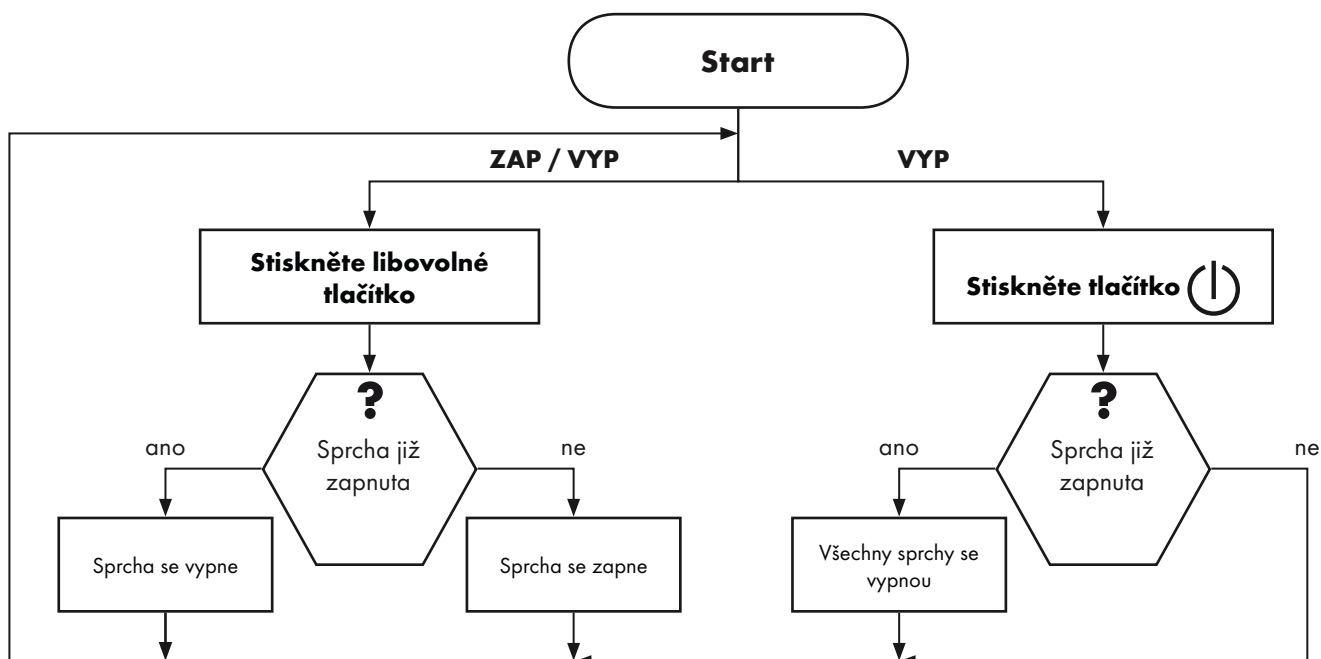 Start
ZAP / VYP
VYP
Stiskněte libovolné
tlačítko
Stiskněte tlačítko
?
Sprcha již
zapnuta
ano
ne
?
Sprcha již
zapnuta
ano
ne
Sprcha se vypne
Sprcha se zapne
Všechny sprchy se
vypnou